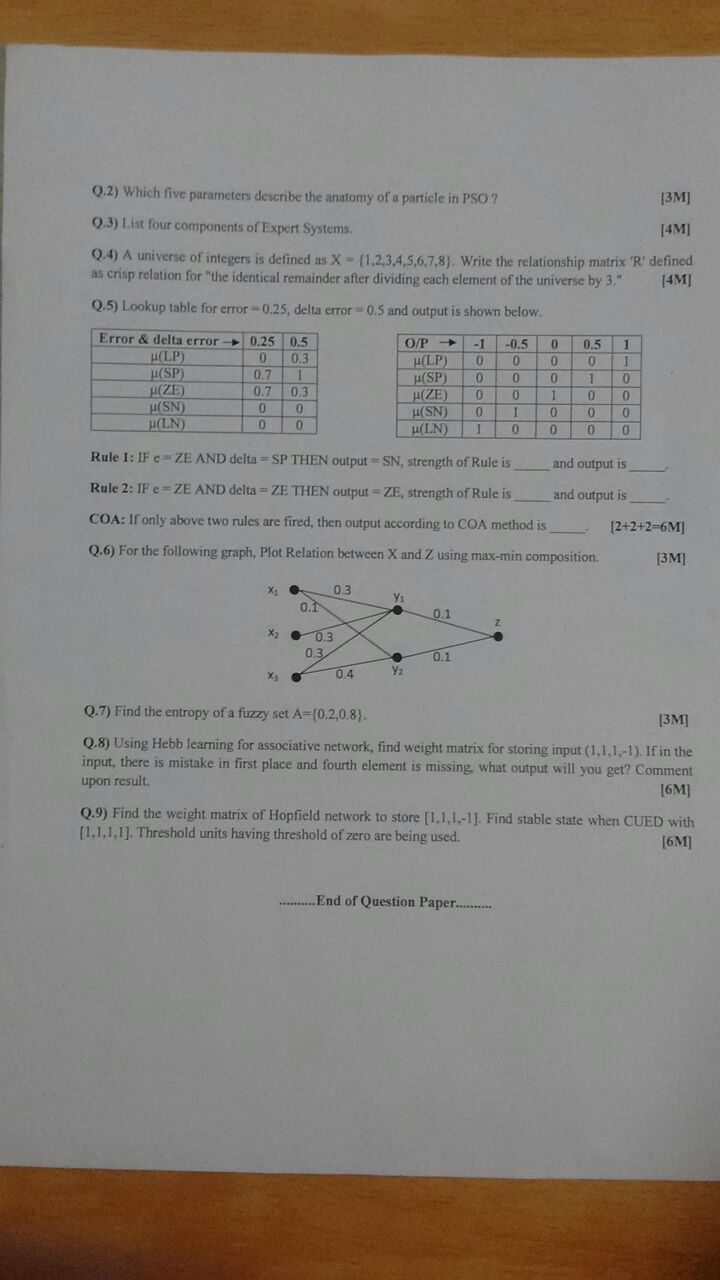 Q.2) Which five parameters describe the anatomy of a particle in PSO ? [3M]
Q.3) List four components of Expert Systems. [4M]
Q.4) A universe of integers is defined as X = {1,2,3,4,5,6,7,8}. Write the relationship matrix 'R' defined
as crisp relation for "the identical remainder after dividing each element of the universe by 3." [4M]
Q.5) Lookup table for error = 0.25, delta error = 0.5 and output is shown below.
Error & delta error → 0.25 0.5
μ(LP) 0 0.3
μ(SP) 0.7 1
μ(ZE) 0.7 0.3
μ(SN) 0 0
μ(LN) 0 0
O/P → -1 -0.5 0 0.5 1
μ(LP) 0 0 0 0 1
μ(SP) 0 0 0 1 0
μ(ZE) 0 0 1 0 0
μ(SN) 0 1 0 0 0
μ(LN) 1 0 0 0 0
Rule 1: IF e = ZE AND delta = SP THEN output = SN, strength of Rule is _____ and output is _____.
Rule 2: IF e = ZE AND delta = ZE THEN output = ZE, strength of Rule is _____ and output is _____.
COA: If only above two rules are fired, then output according to COA method is _____. [2+2+2=6M]
Q.6) For the following graph, Plot Relation between X and Z using max-min composition. [3M]
x₁ 0.3 y₁
0.1 0.1 z
x₂ 0.3
0.3 0.1
x₃ 0.4 y₂
Q.7) Find the entropy of a fuzzy set A={0.2,0.8}. [3M]
Q.8) Using Hebb learning for associative network, find weight matrix for storing input (1,1,1,-1). If in the
input, there is mistake in first place and fourth element is missing, what output will you get? Comment
upon result. [6M]
Q.9) Find the weight matrix of Hopfield network to store [1,1,1,-1]. Find stable state when CUED with
[1,1,1,1]. Threshold units having threshold of zero are being used. [6M]
..........End of Question Paper..........